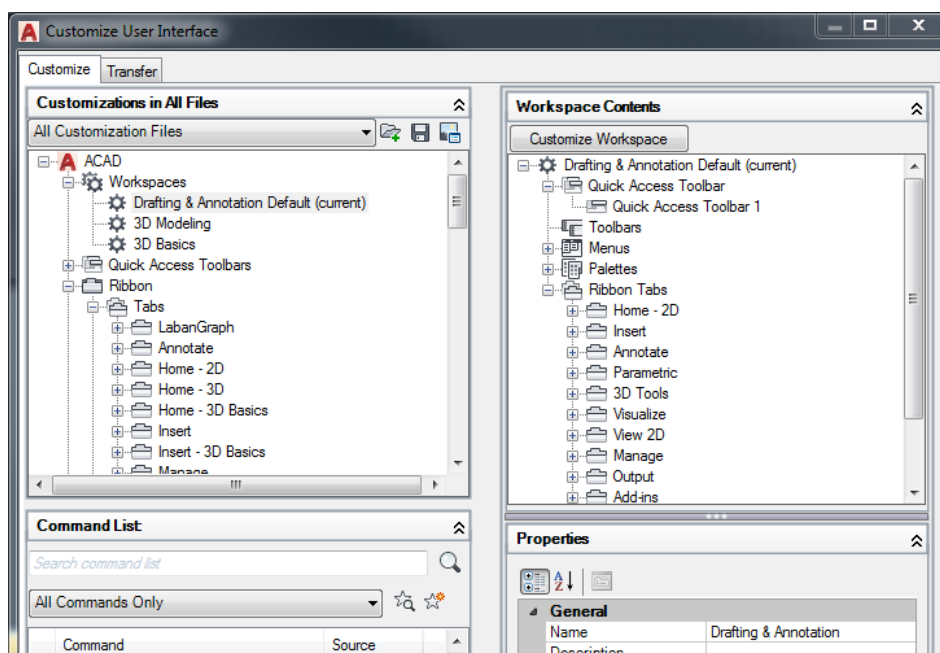 Customize User Interface
Customize
Transfer
Customizations in All Files
All Customization Files
ACAD
Workspaces
Drafting & Annotation Default (current)
3D Modeling
3D Basics
Quick Access Toolbars
Ribbon
Tabs
LabanGraph
Annotate
Home - 2D
Home - 3D
Home - 3D Basics
Insert
Insert - 3D Basics
Manage
Command List:
Search command list
All Commands Only
Command Source
Workspace Contents
Customize Workspace
Drafting & Annotation Default (current)
Quick Access Toolbar
Quick Access Toolbar 1
Toolbars
Menus
Palettes
Ribbon Tabs
Home - 2D
Insert
Annotate
Parametric
3D Tools
Visualize
View 2D
Manage
Output
Add-ins
Properties
General
Name Drafting & Annotation
Description